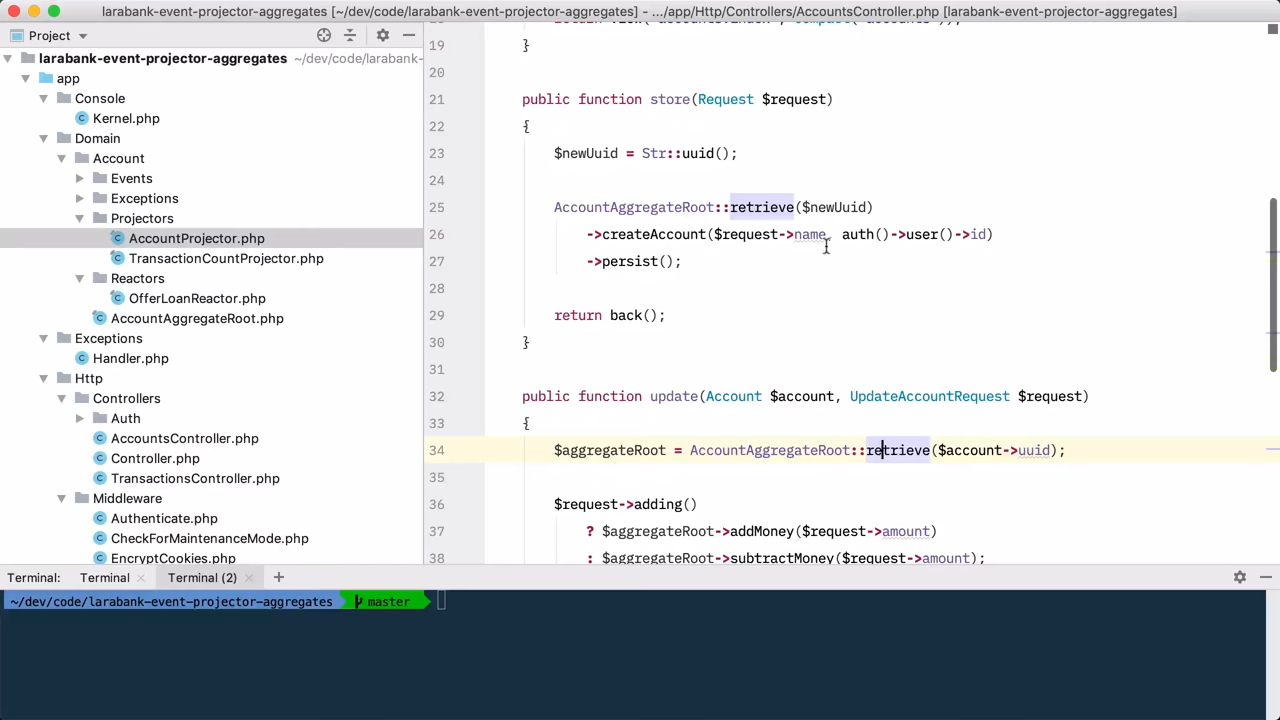 larabank-event-projector-aggregates [~/dev/code/larabank-event-projector-aggregates] - .../app/Http/Controllers/AccountsController.php [larabank-event-projector-aggregates]
Project
larabank-event-projector-aggregates ~/dev/code/larabank-
app
Console
Kernel.php
Domain
Account
Events
Exceptions
Projectors
AccountProjector.php
TransactionCountProjector.php
Reactors
OfferLoanReactor.php
AccountAggregateRoot.php
Exceptions
Handler.php
Http
Controllers
Auth
AccountsController.php
Controller.php
TransactionsController.php
Middleware
Authenticate.php
CheckForMaintenanceMode.php
EncryptCookies.php
19 }
20
21 public function store(Request $request)
22 {
23 $newUuid = Str::uuid();
24
25 AccountAggregateRoot::retrieve($newUuid)
26 ->createAccount($request->name, auth()->user()->id)
27 ->persist();
28
29 return back();
30 }
31
32 public function update(Account $account, UpdateAccountRequest $request)
33 {
34 $aggregateRoot = AccountAggregateRoot::retrieve($account->uuid);
35
36 $request->adding()
37 ? $aggregateRoot->addMoney($request->amount)
38 : $aggregateRoot->subtractMoney($request->amount);
Terminal: Terminal × Terminal (2) × +
~/dev/code/larabank-event-projector-aggregates master